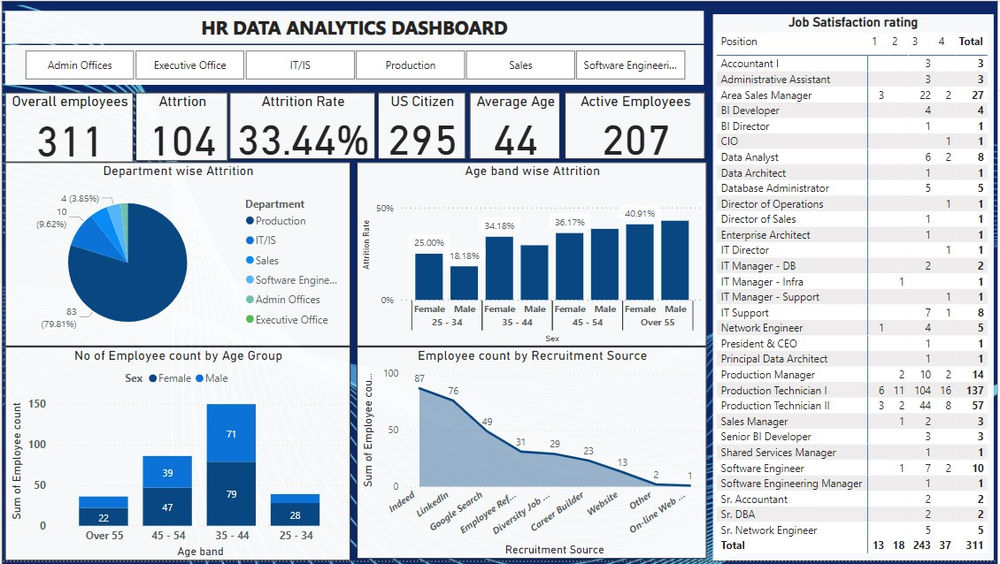 HR DATA ANALYTICS DASHBOARD
Admin Offices
Executive Office
IT/IS
Production
Sales
Software Engineeri...
Overall employees
311
Attrtion
104
Attrition Rate
33.44%
US Citizen
295
Average Age
44
Active Employees
207
Department wise Attrition
4 (3.85%)
10
(9.62%)
83
(79.81%)
Department
Production
IT/IS
Sales
Software Engine...
Admin Offices
Executive Office
Age band wise Attrition
Attrition Rate
50%
0%
25.00%
18.18%
34.18%
36.17%
40.91%
Female Male Female Male Female Male Female Male
25 - 34 35 - 44 45 - 54 Over 55
Sex
No of Employee count by Age Group
Sex Female Male
Sum of Employee count
150
100
50
0
22
39
47
71
79
28
Over 55 45 - 54 35 - 44 25 - 34
Age band
Employee count by Recruitment Source
Sum of Employee cou...
100
50
0
87
76
49
31
29
23
13
2
1
Indeed
LinkedIn
Google Search
Employee Ref...
Diversity Job ...
Career Builder
Website
Other
On-line Web ...
Recruitment Source
Job Satisfaction rating
Position 1 2 3 4 Total
Accountant I 3 3
Administrative Assistant 3 3
Area Sales Manager 3 22 2 27
BI Developer 4 4
BI Director 1 1
CIO 1 1
Data Analyst 6 2 8
Data Architect 1 1
Database Administrator 5 5
Director of Operations 1 1
Director of Sales 1 1
Enterprise Architect 1 1
IT Director 1 1
IT Manager - DB 2 2
IT Manager - Infra 1 1
IT Manager - Support 1 1
IT Support 7 1 8
Network Engineer 1 4 5
President & CEO 1 1
Principal Data Architect 1 1
Production Manager 2 10 2 14
Production Technician I 6 11 104 16 137
Production Technician II 3 2 44 8 57
Sales Manager 1 2 3
Senior BI Developer 3 3
Shared Services Manager 1 1
Software Engineer 1 7 2 10
Software Engineering Manager 1 1
Sr. Accountant 2 2
Sr. DBA 2 2
Sr. Network Engineer 5 5
Total 13 18 243 37 311